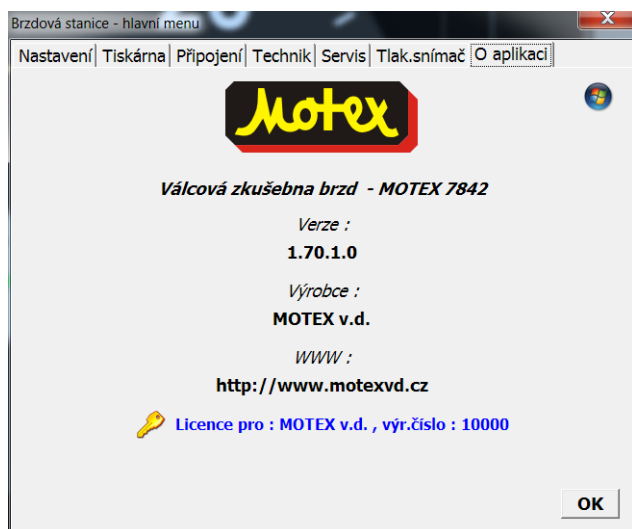 Brzdová stanice - hlavní menu
Nastavení Tiskárna Připojení Technik Servis Tlak.snímač O aplikaci
Motex
Válcová zkušebna brzd - MOTEX 7842
Verze :
1.70.1.0
Výrobce :
MOTEX v.d.
WWW :
http://www.motexvd.cz
Licence pro : MOTEX v.d. , výr.číslo : 10000
OK